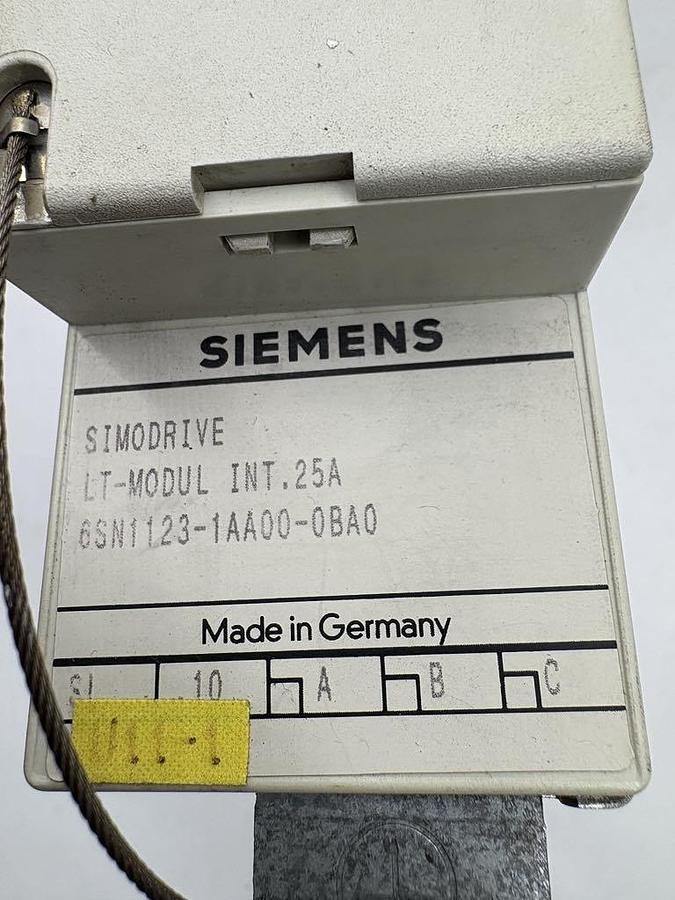 SIEMENS
SIMODRIVE
LT-MODUL INT.25A
6SN1123-1AA00-0BA0
Made in Germany
10 A B C